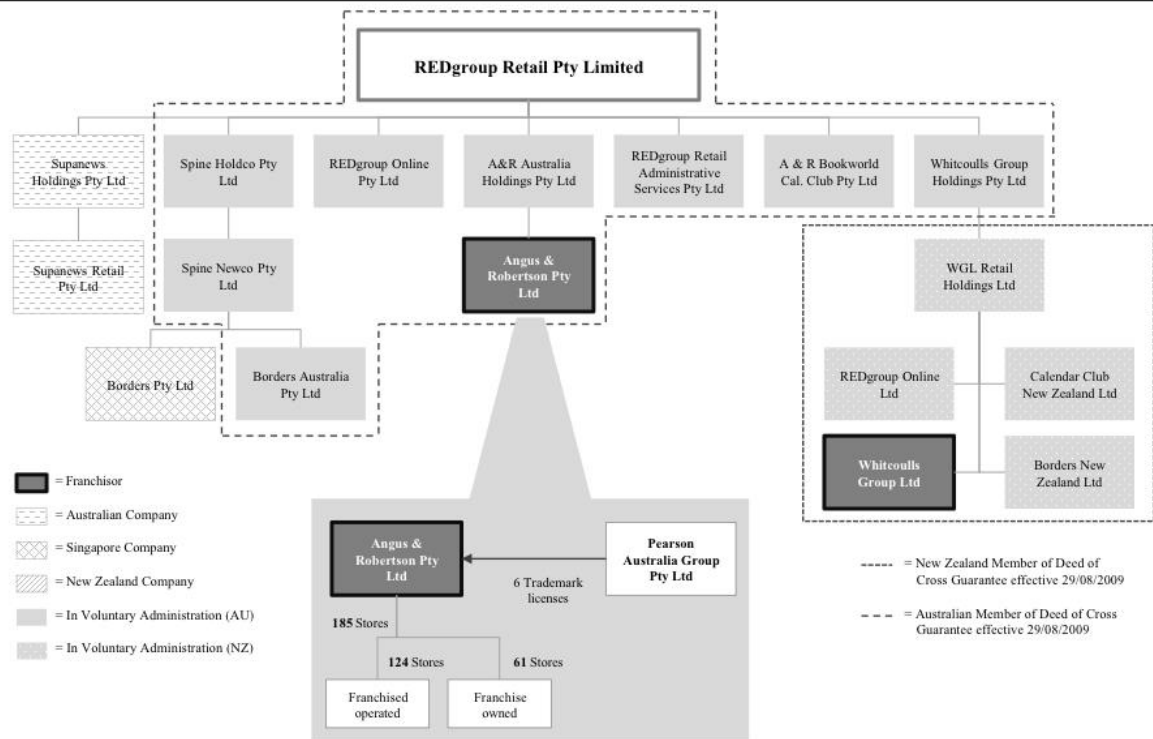 REDgroup Retail Pty Limited
Supanews
Holdings Pty Ltd
Spine Holdco Pty
Ltd
REDgroup Online
Pty Ltd
A&R Australia
Holdings Pty Ltd
REDgroup Retail
Administrative
Services Pty Ltd
A & R Bookworld
Cal. Club Pty Ltd
Whitcoulls Group
Holdings Pty Ltd
Supanews Retail
Pty Ltd
Spine Newco Pty
Ltd
Angus &
Robertson Pty
Ltd
WGL Retail
Holdings Ltd
Borders Pty Ltd
Borders Australia
Pty Ltd
REDgroup Online
Ltd
Calendar Club
New Zealand Ltd
Whitcoulls
Group Ltd
Borders New
Zealand Ltd
= Franchisor
= Australian Company
= Singapore Company
= New Zealand Company
= In Voluntary Administration (AU)
= In Voluntary Administration (NZ)
Angus &
Robertson Pty
Ltd
6 Trademark
licenses
Pearson
Australia Group
Pty Ltd
185 Stores
124 Stores
61 Stores
Franchised
operated
Franchise
owned
= New Zealand Member of Deed of
Cross Guarantee effective 29/08/2009
= Australian Member of Deed of Cross
Guarantee effective 29/08/2009